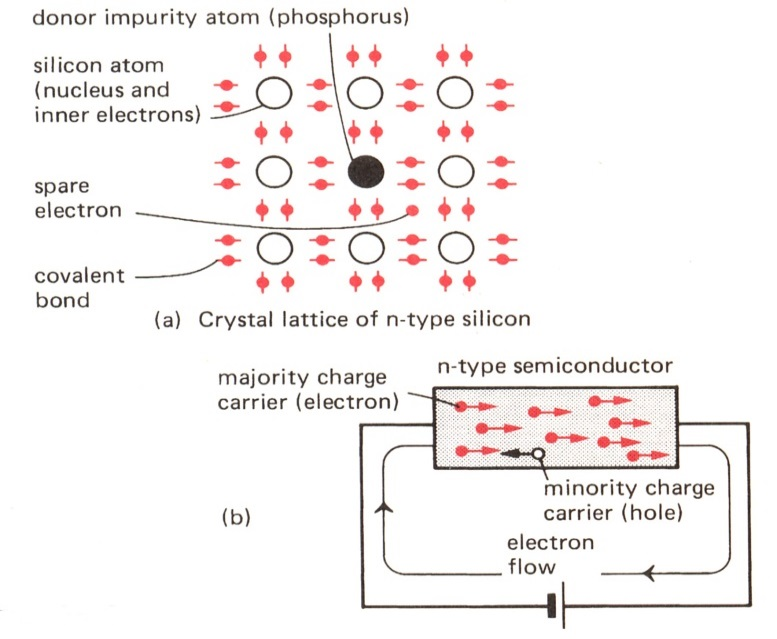 donor impurity atom (phosphorus)
silicon atom
(nucleus and
inner electrons)
spare
electron
covalent
bond
(a) Crystal lattice of n-type silicon
n-type semiconductor
majority charge
carrier (electron)
minority charge
carrier (hole)
(b)
electron
flow